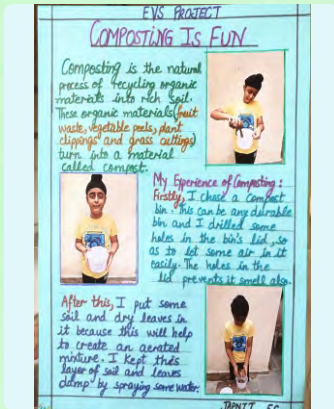 EVS PROJECT
COMPOSTING IS FUN
Composting is the natural
process of recycling organic
materials into rich soil.
These organic materials(fruit
waste, vegetable peels, plant
clippings and grass cuttings)
turn into a material
called compost.
My Experience of Composting:
Firstly, I chose a compost
bin. This can be any durable
bin and I drilled some
holes in the bin's lid, so
as to let some air in it
easily. The holes in the
lid prevents it smell also.
After this, I put some
soil and dry leaves in
it because this will help
to create an aerated
mixture. I kept this
layer of soil and leaves
damp by spraying some water.